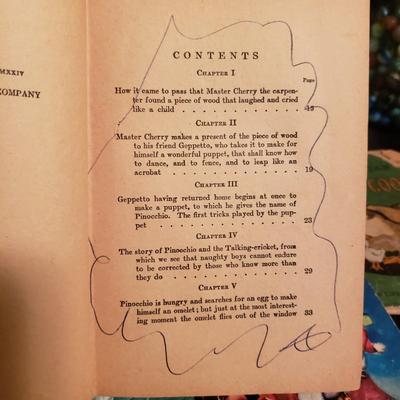 MXXIV
COMPANY
CONTENTS
CHAPTER I
Page
How it came to pass that Master Cherry the carpen-
ter found a piece of wood that laughed and cried
like a child . . . . . . . . . .
CHAPTER II
Master Cherry makes a present of the piece of wood
to his friend Geppetto, who takes it to make for
himself a wonderful puppet, that shall know how
to dance, and to fence, and to leap like an
acrobat . . . . . . . . . . . 19
CHAPTER III
Geppetto having returned home begins at once to
make a puppet, to which he gives the name of
Pinocchio. The first tricks played by the pup-
pet . . . . . . . . . . . . 23
CHAPTER IV
The story of Pinocchio and the Talking-cricket, from
which we see that naughty boys cannot endure
to be corrected by those who know more than
they do . . . . . . . . . . . 29
CHAPTER V
Pinocchio is hungry and searches for an egg to make
himself an omelet; but just at the most interest-
ing moment the omelet flies out of the window 33